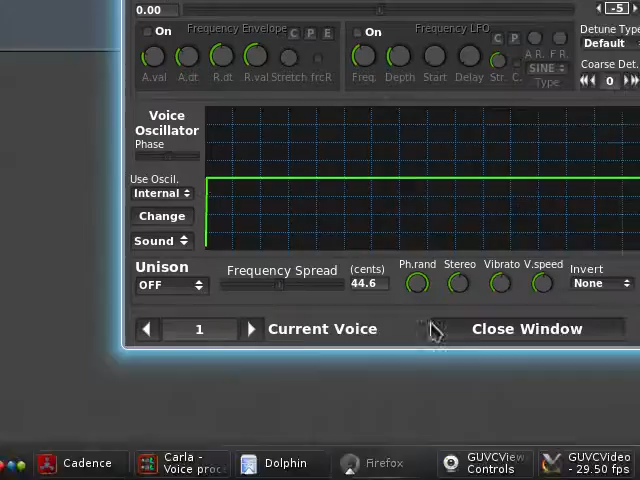 0.00
-5
On Frequency Envelope C P E
On Frequency LFO C P
A R. F R.
Detune Type
Default
A.val A.dt R.dt R.val Stretch frcR
Freq. Depth Start Delay Str. C.
SINE
Type
Coarse Det.
0
Voice
Oscillator
Phase
Use Oscil.
Internal
Change
Sound
Unison
OFF
Frequency Spread
(cents)
44.6
Ph.rand Stereo Vibrato V.speed
Invert
None
1 Current Voice
Close Window
Cadence
Carla -
Voice proc
Dolphin
Firefox
GUVCView
Controls
GUVCVideo
- 29.50 fps